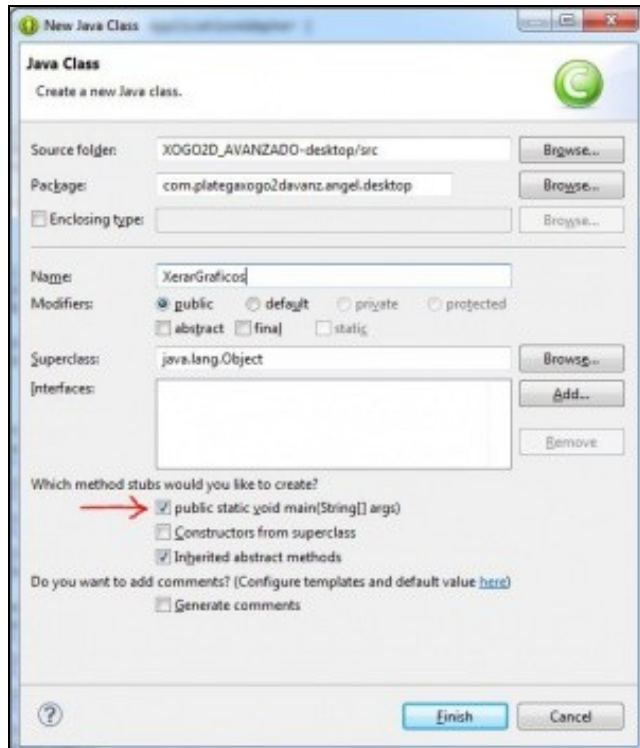 New Java Class
Java Class
Create a new Java class.
Source folder: XOGO2D_AVANZADO-desktop/src Browse...
Package: com.plategaxogo2davanz.angel.desktop Browse...
Enclosing type: Browse...
Name: XerarGraficos
Modifiers: public default private protected
abstract final static
Superclass: java.lang.Object Browse...
Interfaces: Add...
Remove
Which method stubs would you like to create?
public static void main(String[] args)
Constructors from superclass
Inherited abstract methods
Do you want to add comments? (Configure templates and default value here)
Generate comments
Finish Cancel